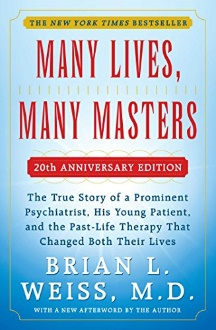 THE NEW YORK TIMES BESTSELLER
MANY LIVES,
MANY MASTERS
20TH ANNIVERSARY EDITION
The True Story of a Prominent
Psychiatrist, His Young Patient,
and the Past-Life Therapy That
Changed Both Their Lives
BRIAN L.
WEISS, M.D.
WITH A NEW AFTERWORD BY THE AUTHOR